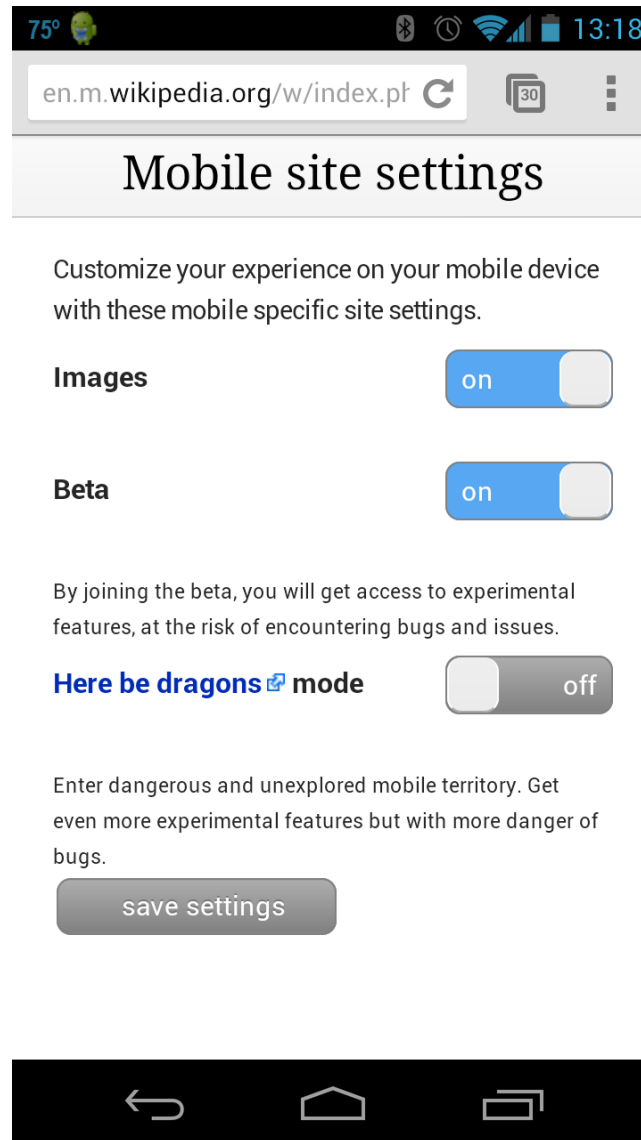 75° 13:18
en.m.wikipedia.org/w/index.ph 30
Mobile site settings
Customize your experience on your mobile device
with these mobile specific site settings.
Images on
Beta on
By joining the beta, you will get access to experimental
features, at the risk of encountering bugs and issues.
Here be dragons mode off
Enter dangerous and unexplored mobile territory. Get
even more experimental features but with more danger of
bugs.
save settings